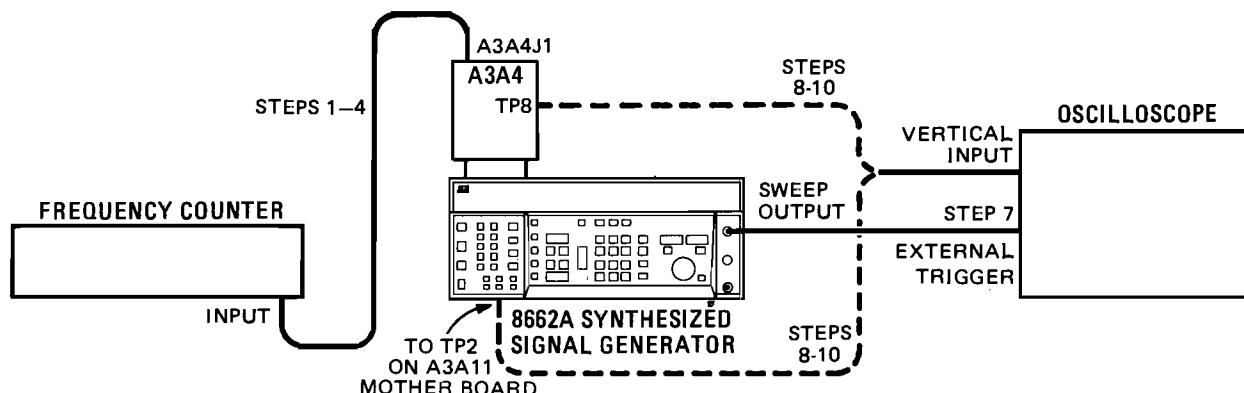 A3A4J1
A3A4
TP8
STEPS 1–4
STEPS
8-10
OSCILLOSCOPE
VERTICAL
INPUT
FREQUENCY COUNTER
SWEEP
OUTPUT
STEP 7
EXTERNAL
TRIGGER
INPUT
8662A SYNTHESIZED
SIGNAL GENERATOR
TO TP2
ON A3A11
MOTHER BOARD
STEPS
8-10